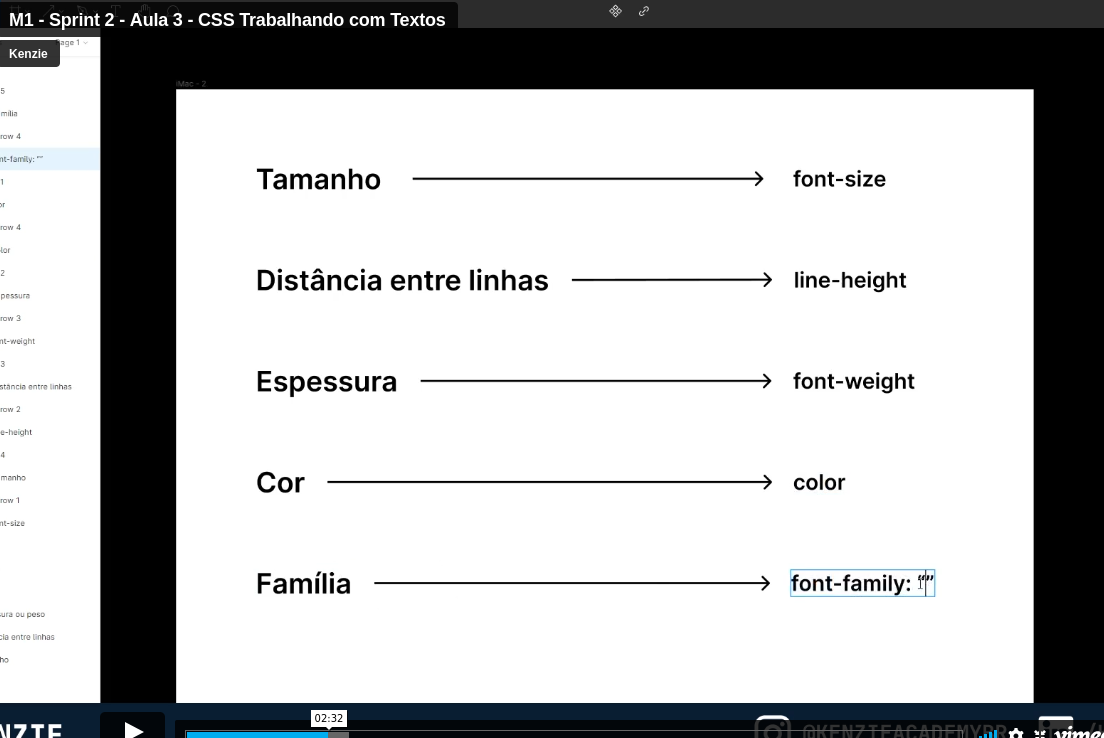 M1 - Sprint 2 - Aula 3 - CSS Trabalhando com Textos
Kenzie
Page 1
iMac - 2
5
mília
row 4
nt-family: “”
1
or
row 4
lor
2
pessura
row 3
nt-weight
3
stância entre linhas
row 2
e-height
4
manho
row 1
nt-size
sura ou peso
cia entre linhas
ho
Tamanho
font-size
Distância entre linhas
line-height
Espessura
font-weight
Cor
color
Família
font-family: “”
02:32
NZIE
@KENZIEACADEMYBR
vimeo